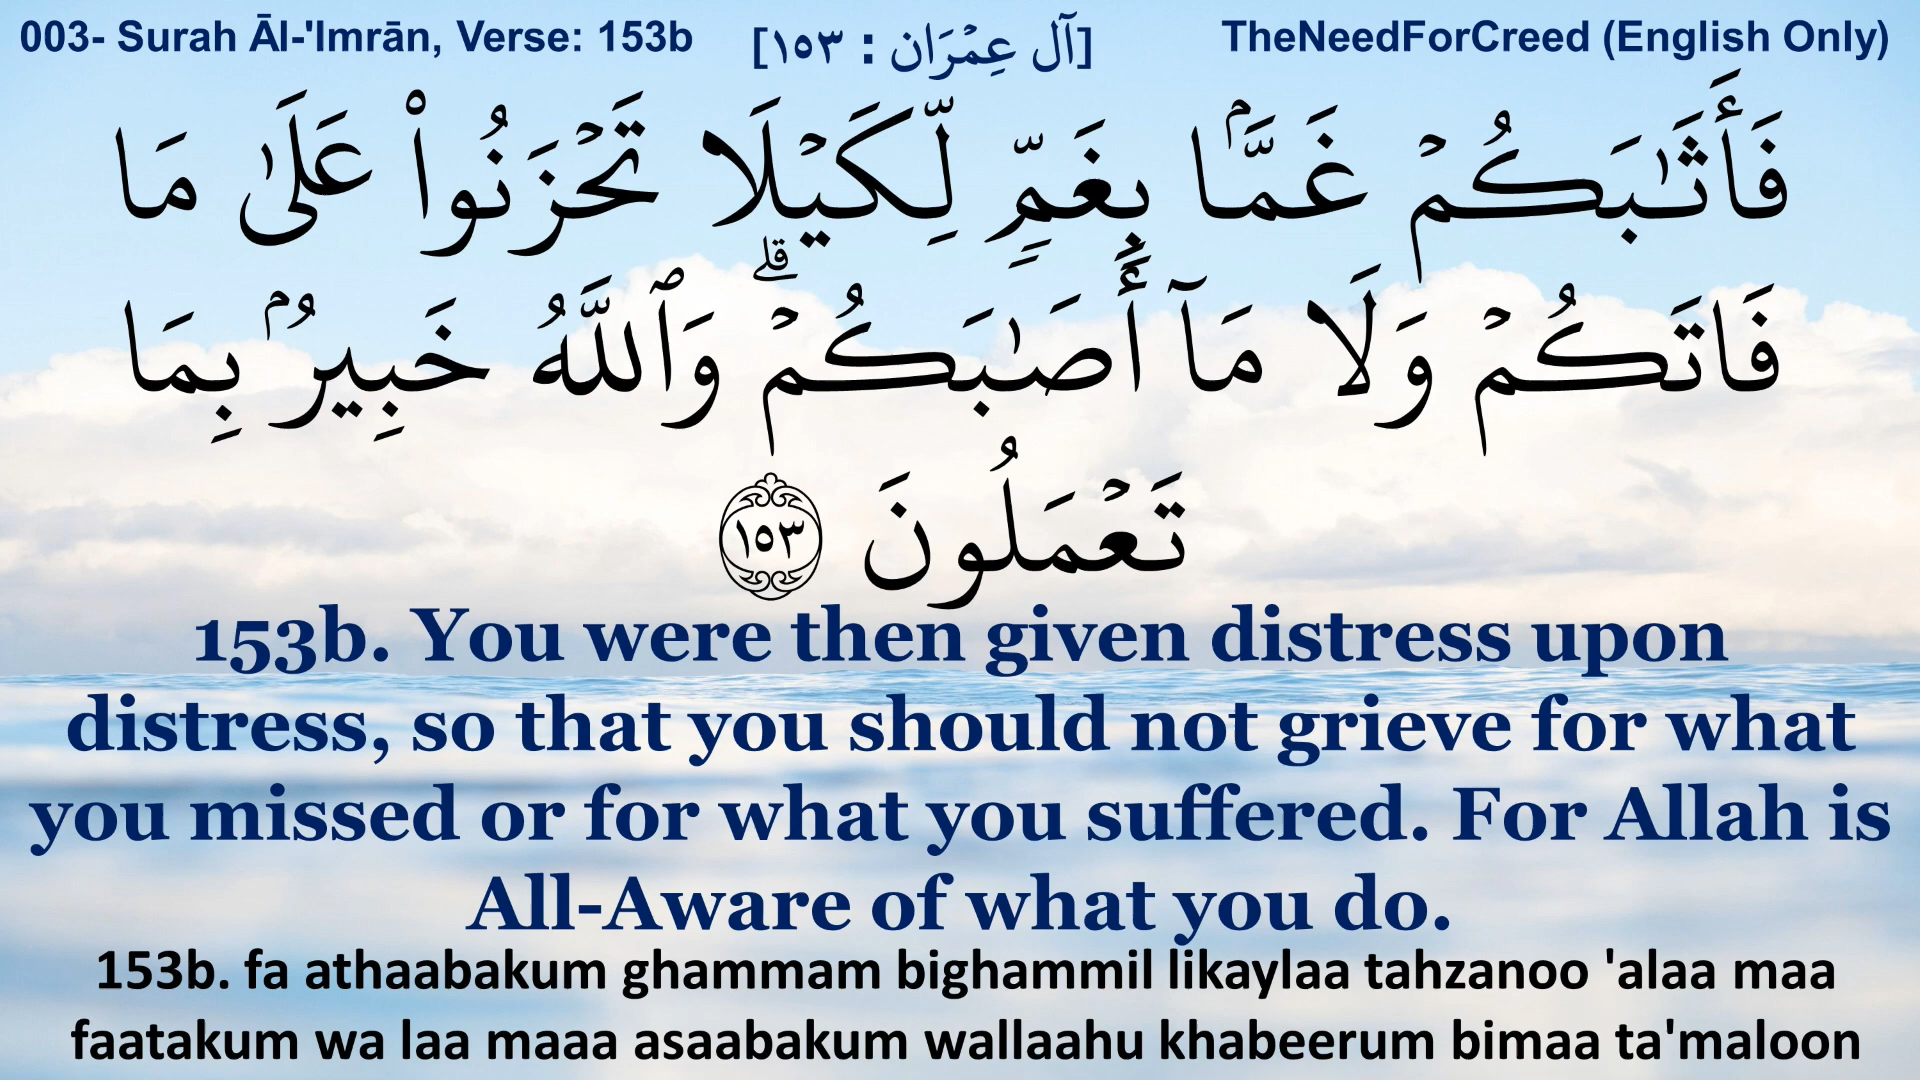 003- Surah Āl-'Imrān, Verse: 153b [آل عِمْرَان : ١٥٣] TheNeedForCreed (English Only)
فَأَثَـٰبَكُمۡ غَمَّۢا بِغَمࣲّ لِّكَيۡلَا تَحۡزَنُوا۟ عَلَىٰ مَا
فَاتَكُمۡ وَلَا مَاۤ أَصَـٰبَكُمۡۗ وَٱللَّهُ خَبِيرُۢ بِمَا
تَعۡمَلُونَ ١٥٣
153b. You were then given distress upon
distress, so that you should not grieve for what
you missed or for what you suffered. For Allah is
All-Aware of what you do.
153b. fa athaabakum ghammam bighammil likaylaa tahzanoo 'alaa maa
faatakum wa laa maaa asaabakum wallaahu khabeerum bimaa ta'maloon